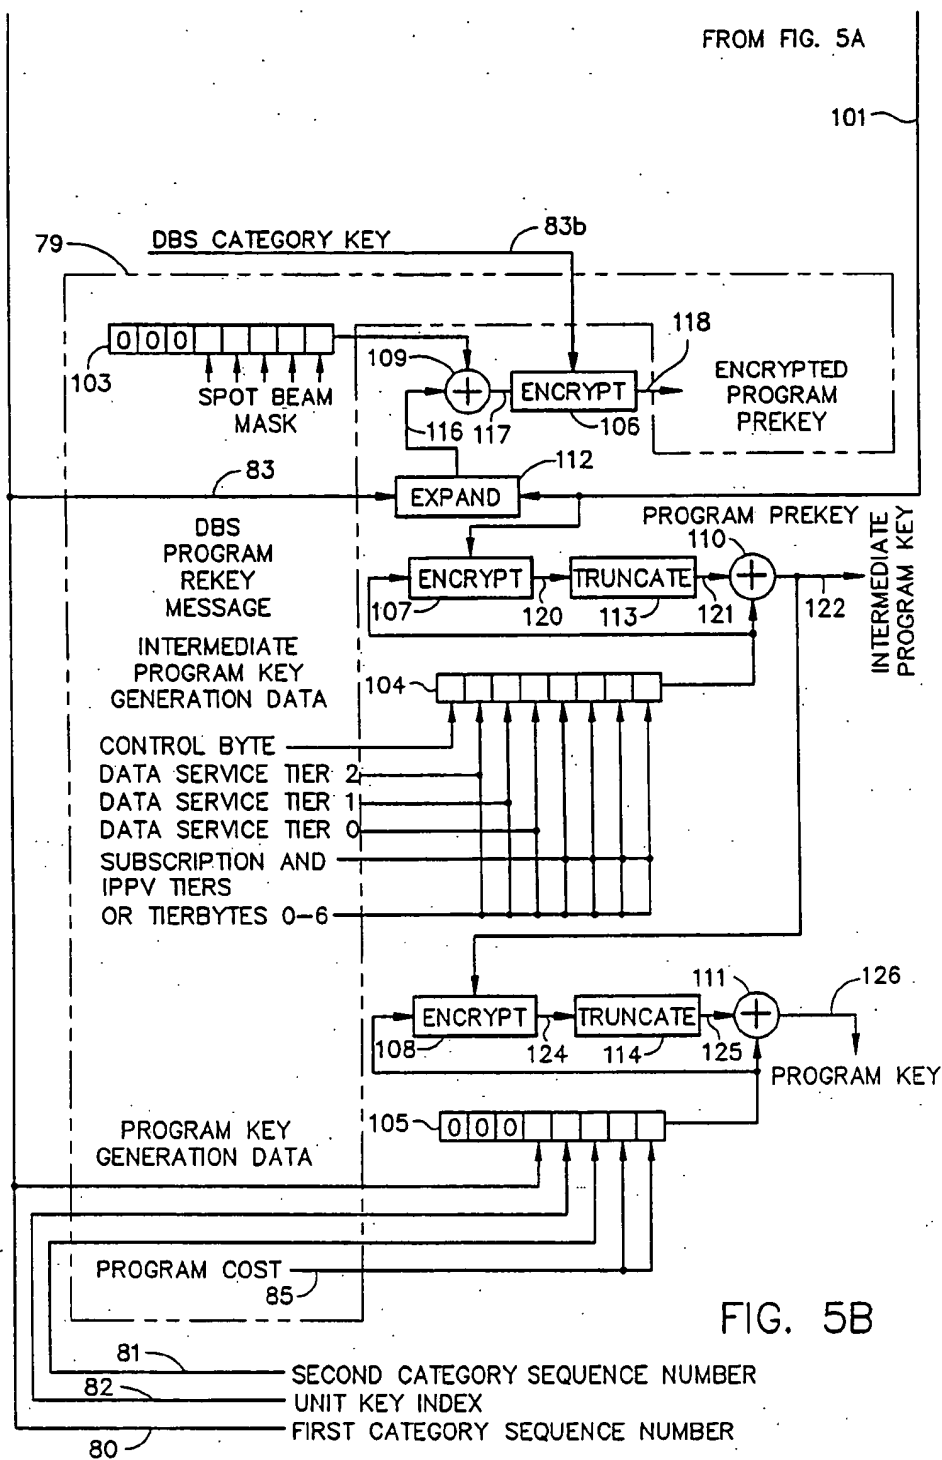 FROM FIG. 5A
101
79
DBS CATEGORY KEY
83b
0 0 0
103
SPOT BEAM
MASK
109
+
116
117
ENCRYPT
106
118
ENCRYPTED
PROGRAM
PREKEY
83
112
EXPAND
PROGRAM PREKEY
DBS
PROGRAM
REKEY
MESSAGE
ENCRYPT
107
120
TRUNCATE
113
121
110
+
122
INTERMEDIATE
PROGRAM KEY
INTERMEDIATE
PROGRAM KEY
GENERATION DATA
104
CONTROL BYTE
DATA SERVICE TIER 2
DATA SERVICE TIER 1
DATA SERVICE TIER 0
SUBSCRIPTION AND
IPPV TIERS
OR TIERBYTES 0-6
ENCRYPT
108
124
TRUNCATE
114
125
111
+
126
PROGRAM KEY
105
0 0 0
PROGRAM KEY
GENERATION DATA
PROGRAM COST
85
FIG. 5B
81
SECOND CATEGORY SEQUENCE NUMBER
82
UNIT KEY INDEX
80
FIRST CATEGORY SEQUENCE NUMBER